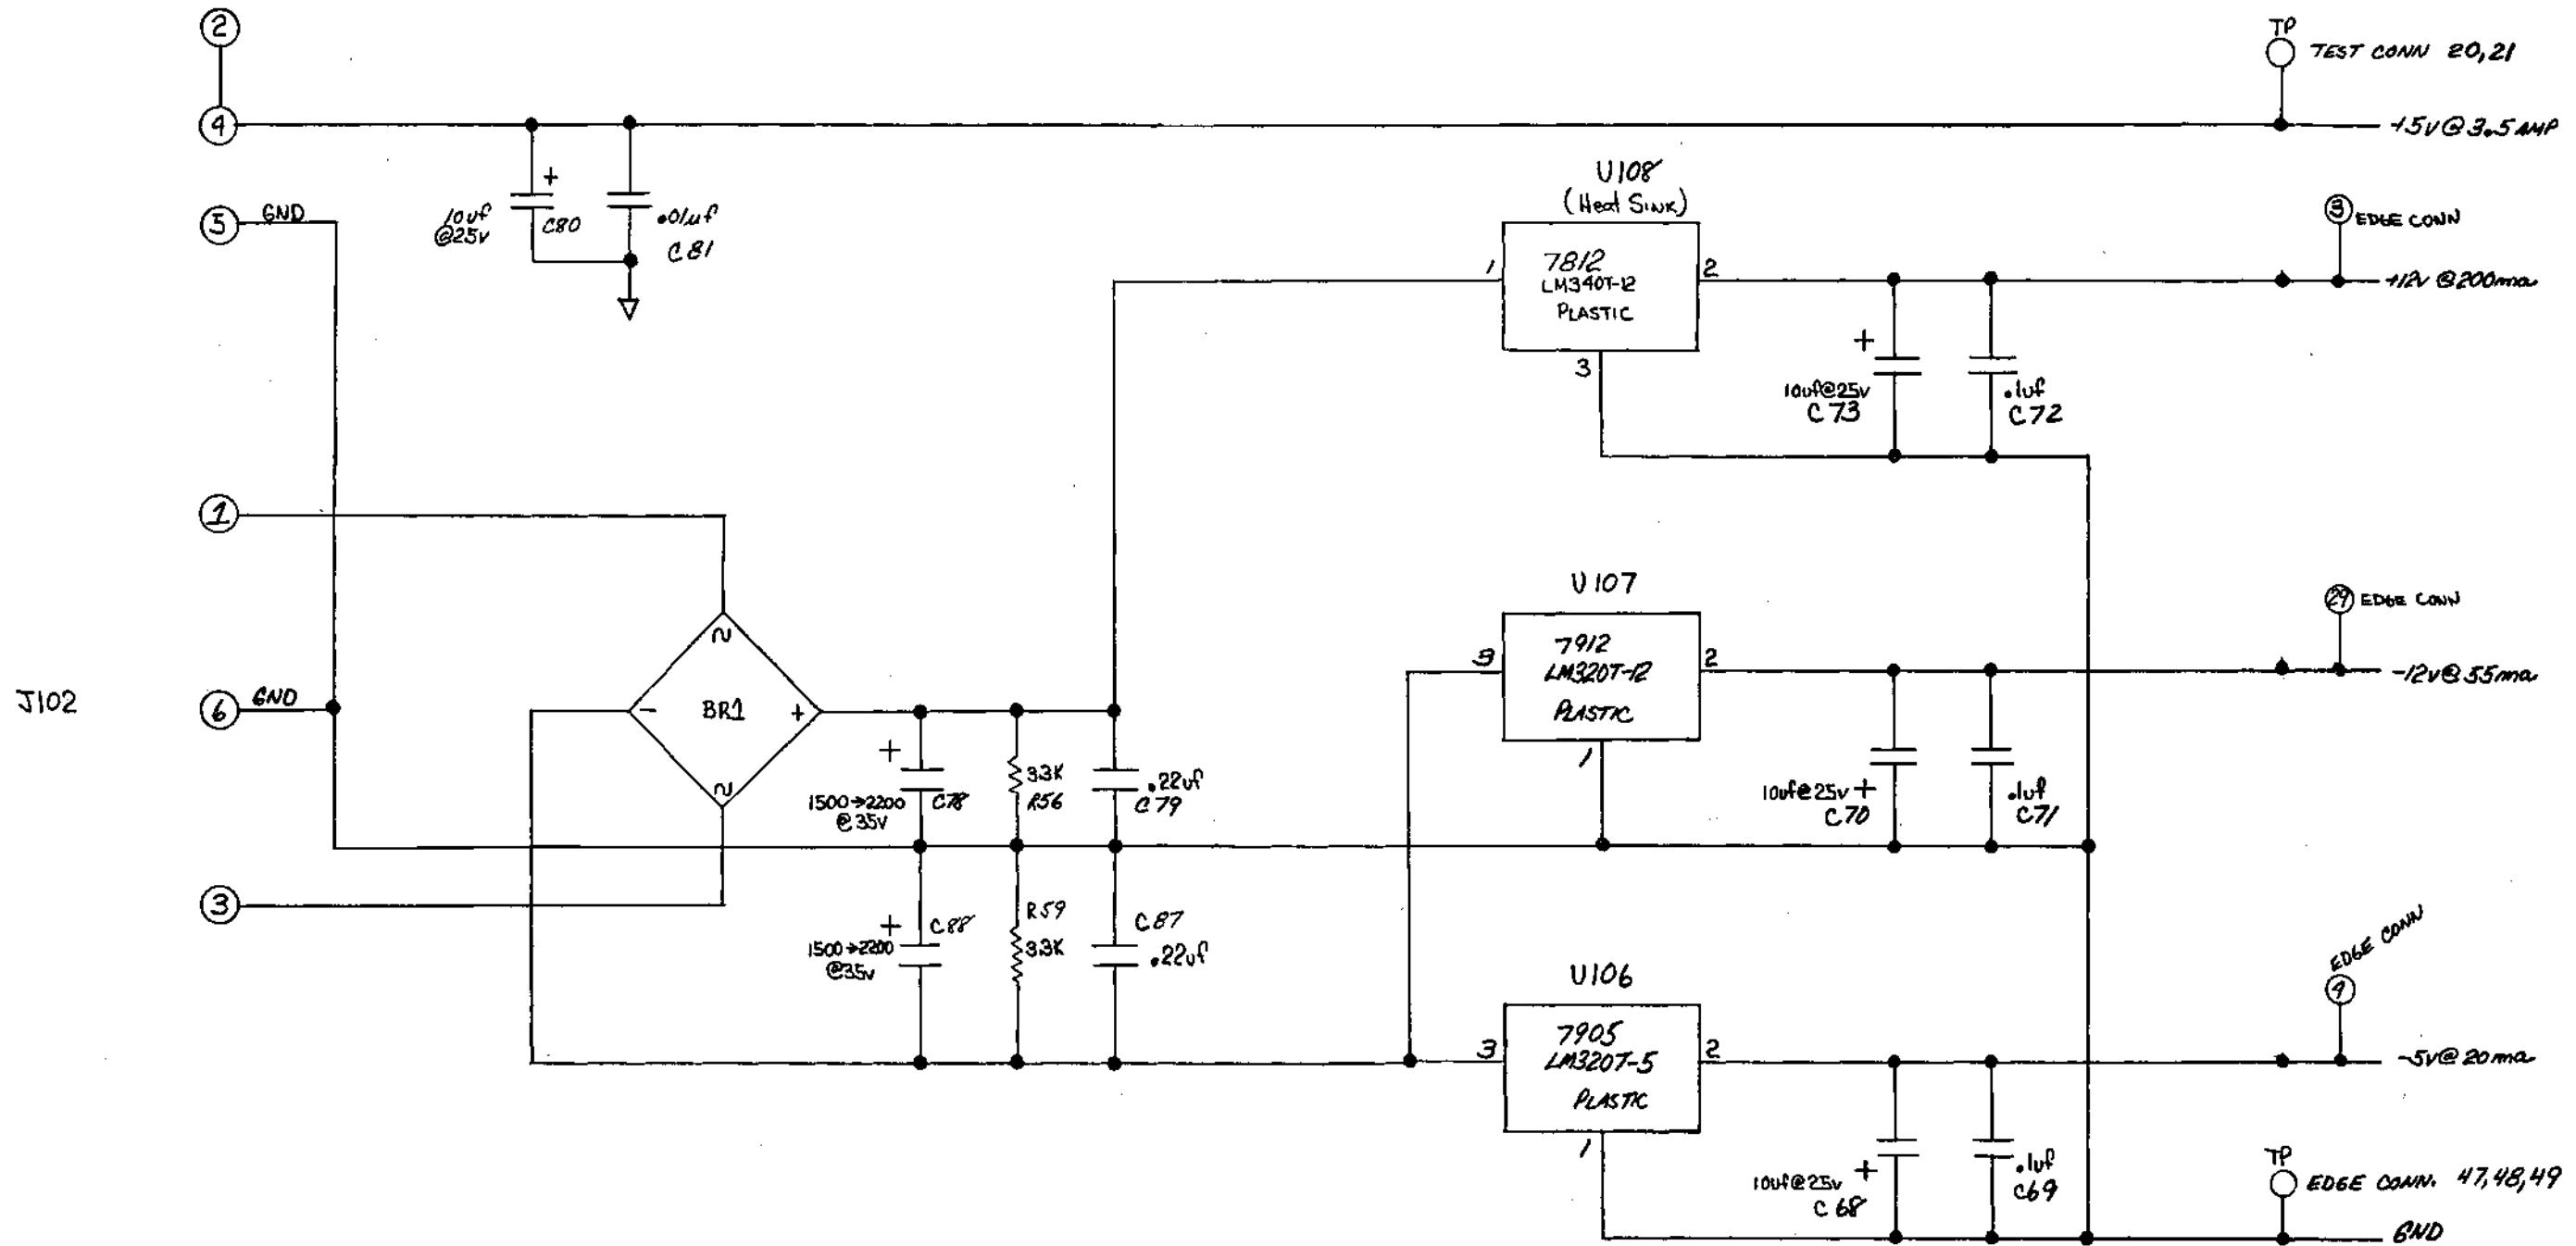 2
TP
TEST CONN 20,21
4
+5V@3.5AMP
U108
(Heat Sink)
5
GND
10uf
@25V
+
C80
.01uf
C81
3
EDGE CONN
1
7812
LM340T-12
PLASTIC
2
3
+12V @200ma
+
10uf@25v
C73
.1uf
C72
1
U107
29
EDGE CONN
3
7912
LM320T-12
PLASTIC
2
1
-12v@55ma
J102
6
GND
~
-
BR1
+
~
+
1500→2200
@35V
C78
3.3K
R56
.22uf
C79
10uf@25v
+
C70
.1uf
C71
3
+
1500→2200
@35v
C88
R59
3.3K
C87
.22uf
EDGE CONN
U106
3
7905
LM320T-5
PLASTIC
2
1
-5v@20ma
10uf@25v
+
C68
.1uf
C69
TP
EDGE CONN. 47,48,49
GND